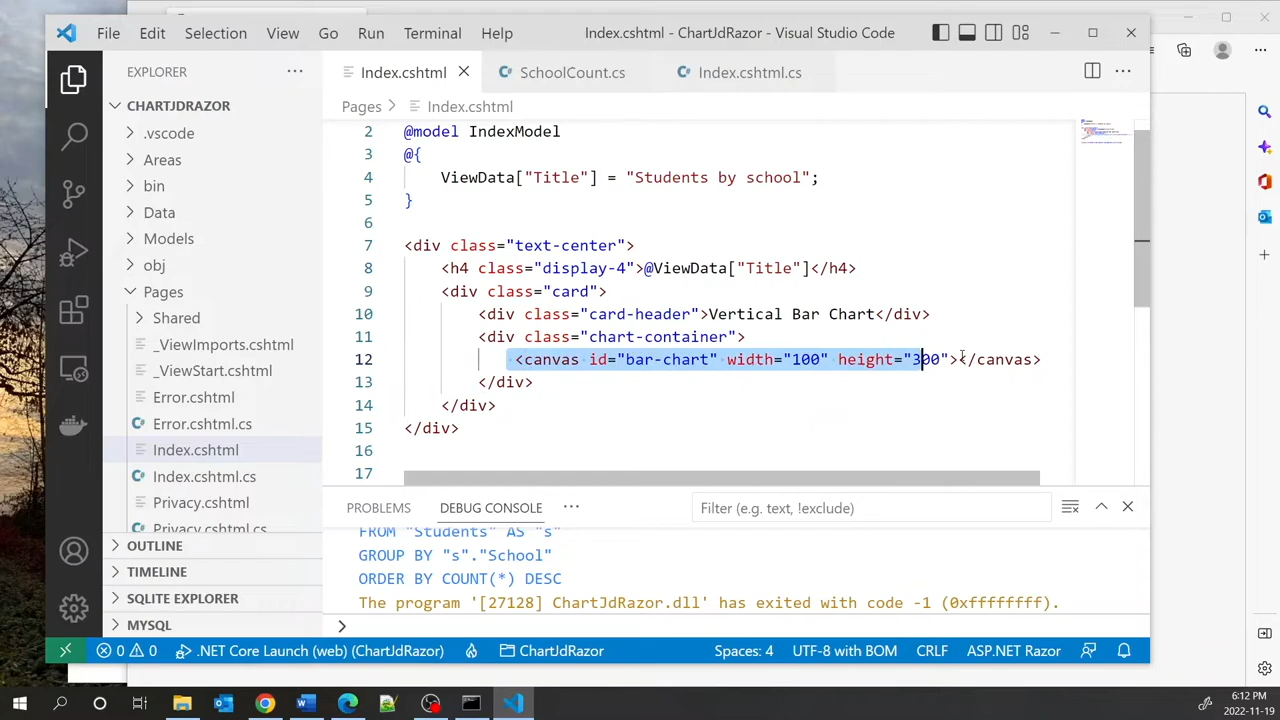 File Edit Selection View Go Run Terminal Help Index.cshtml - ChartJdRazor - Visual Studio Code
EXPLORER
Index.cshtml SchoolCount.cs Index.cshtml.cs
CHARTJDRAZOR
Pages Index.cshtml
.vscode
Areas
bin
Data
Models
obj
Pages
Shared
_ViewImports.cshtml
_ViewStart.cshtml
Error.cshtml
Error.cshtml.cs
Index.cshtml
Index.cshtml.cs
Privacy.cshtml
Privacy.cshtml.cs
OUTLINE
TIMELINE
SQLITE EXPLORER
MYSQL
2 @model IndexModel
3 @{
4 ViewData["Title"] = "Students by school";
5 }
6
7 <div class="text-center">
8 <h4 class="display-4">@ViewData["Title"]</h4>
9 <div class="card">
10 <div class="card-header">Vertical Bar Chart</div>
11 <div class="chart-container">
12 <canvas id="bar-chart" width="100" height="300"></canvas>
13 </div>
14 </div>
15 </div>
16
17
PROBLEMS DEBUG CONSOLE Filter (e.g. text, !exclude)
FROM "Students" AS "s"
GROUP BY "s"."School"
ORDER BY COUNT(*) DESC
The program '[27128] ChartJdRazor.dll' has exited with code -1 (0xffffffff).
>
0 0 .NET Core Launch (web) (ChartJdRazor) ChartJdRazor Spaces: 4 UTF-8 with BOM CRLF ASP.NET Razor
6:12 PM
2022-11-19